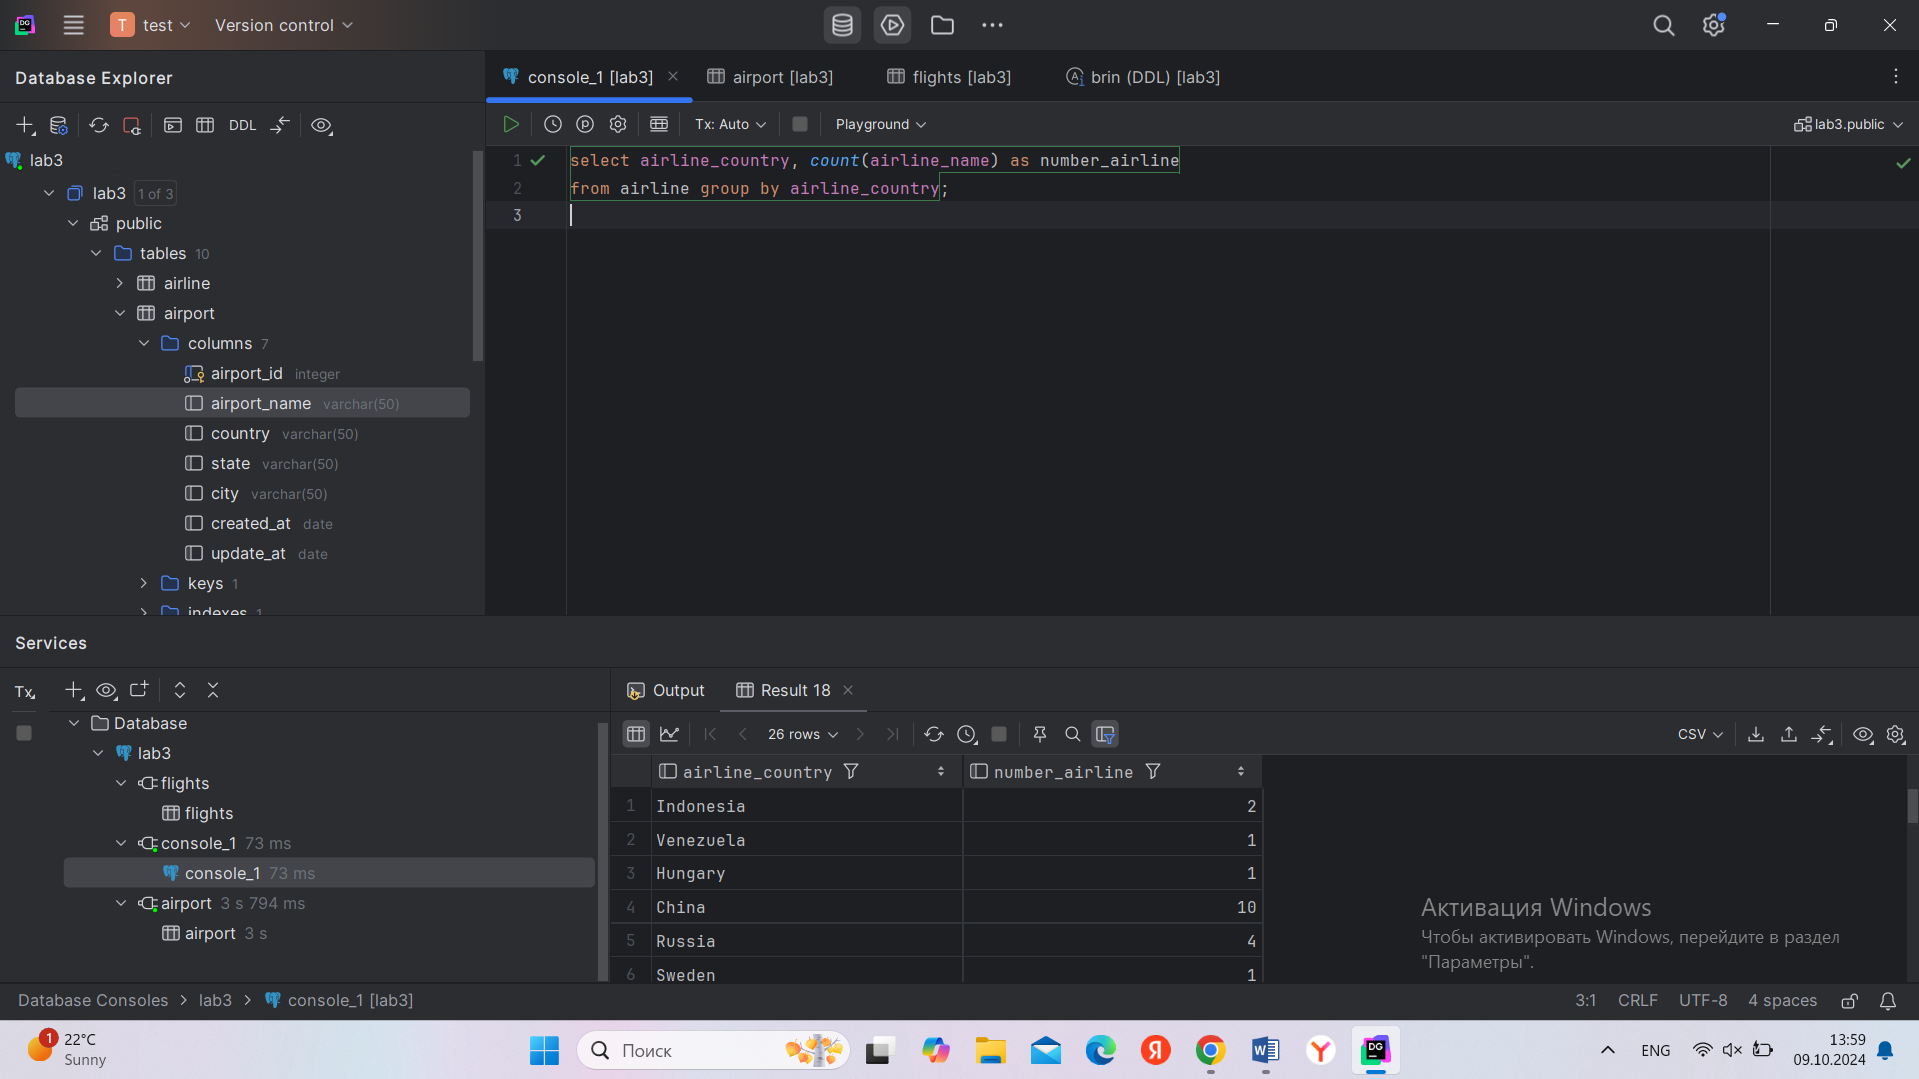 T test Version control
Database Explorer
console_1 [lab3] airport [lab3] flights [lab3] brin (DDL) [lab3]
DDL
Tx: Auto Playground lab3.public
lab3
lab3 1 of 3
public
tables 10
airline
airport
columns 7
airport_id integer
airport_name varchar(50)
country varchar(50)
state varchar(50)
city varchar(50)
created_at date
update_at date
keys 1
indexes 1
1 select airline_country, count(airline_name) as number_airline
2 from airline group by airline_country;
3
Services
Tx
Database
lab3
flights
flights
console_1 73 ms
console_1 73 ms
airport 3 s 794 ms
airport 3 s
Output Result 18
26 rows CSV
airline_country number_airline
1 Indonesia 2
2 Venezuela 1
3 Hungary 1
4 China 10
5 Russia 4
6 Sweden 1
Активация Windows
Чтобы активировать Windows, перейдите в раздел
"Параметры".
Database Consoles > lab3 > console_1 [lab3] 3:1 CRLF UTF-8 4 spaces
1 22°C
Sunny
Поиск
DG
ENG
13:59
09.10.2024